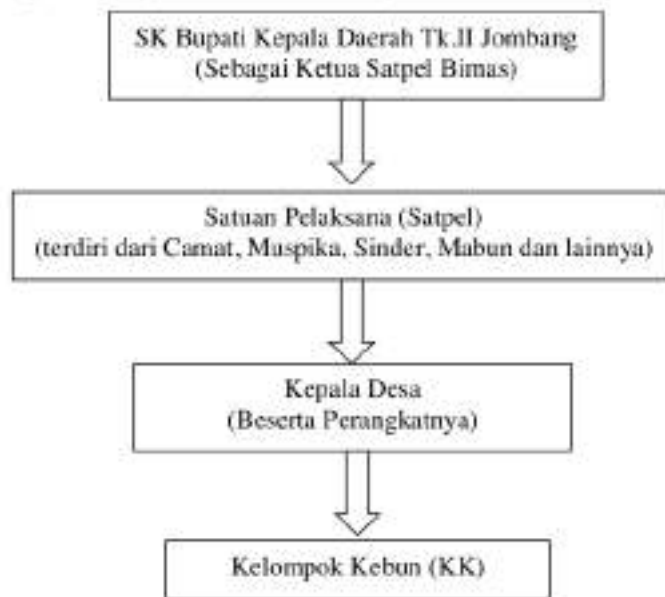 SK Bupati Kepala Daerah Tk.II Jombang
(Sebagai Ketua Satpel Bimas)
Satuan Pelaksana (Satpel)
(terdiri dari Camat, Muspika, Sinder, Mabun dan lainnya)
Kepala Desa
(Beserta Perangkatnya)
Kelompok Kebun (KK)